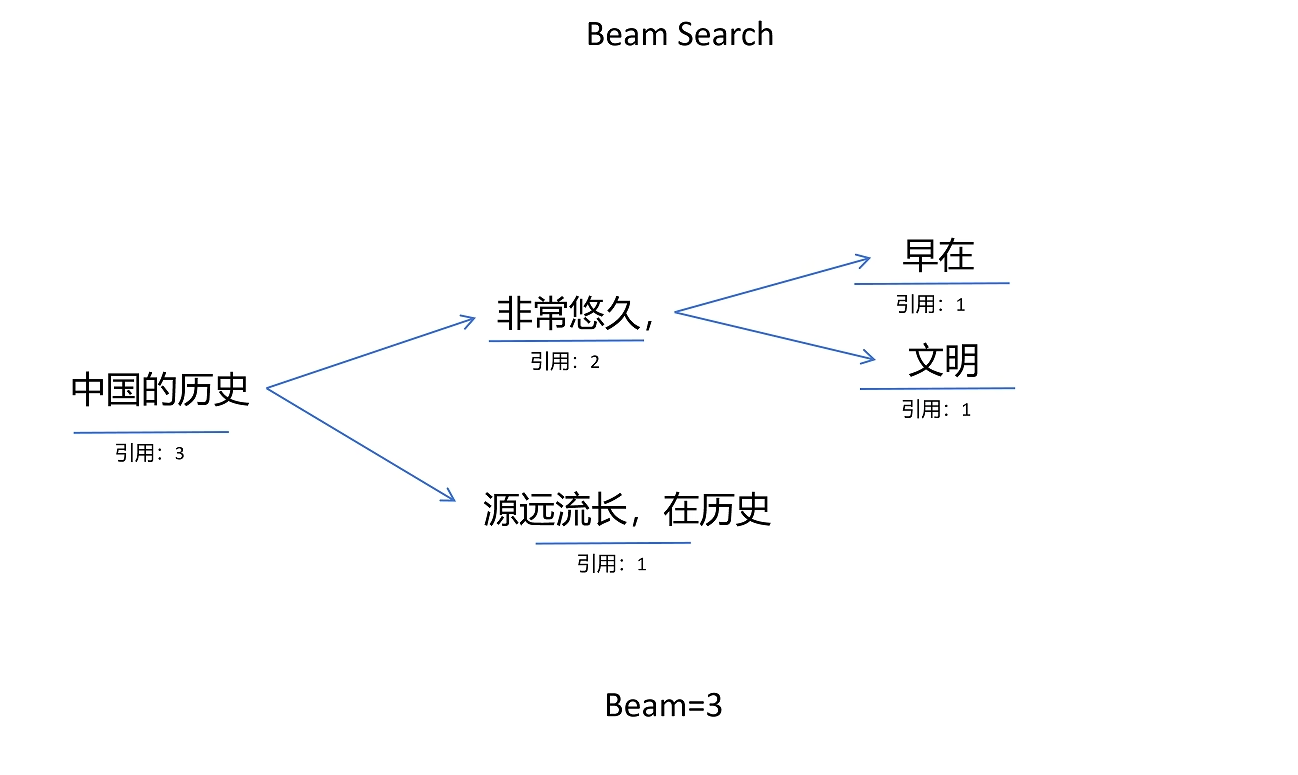 Beam Search
早在
引用：1
非常悠久，
引用：2
文明
引用：1
中国的历史
引用：3
源远流长，在历史
引用：1
Beam=3